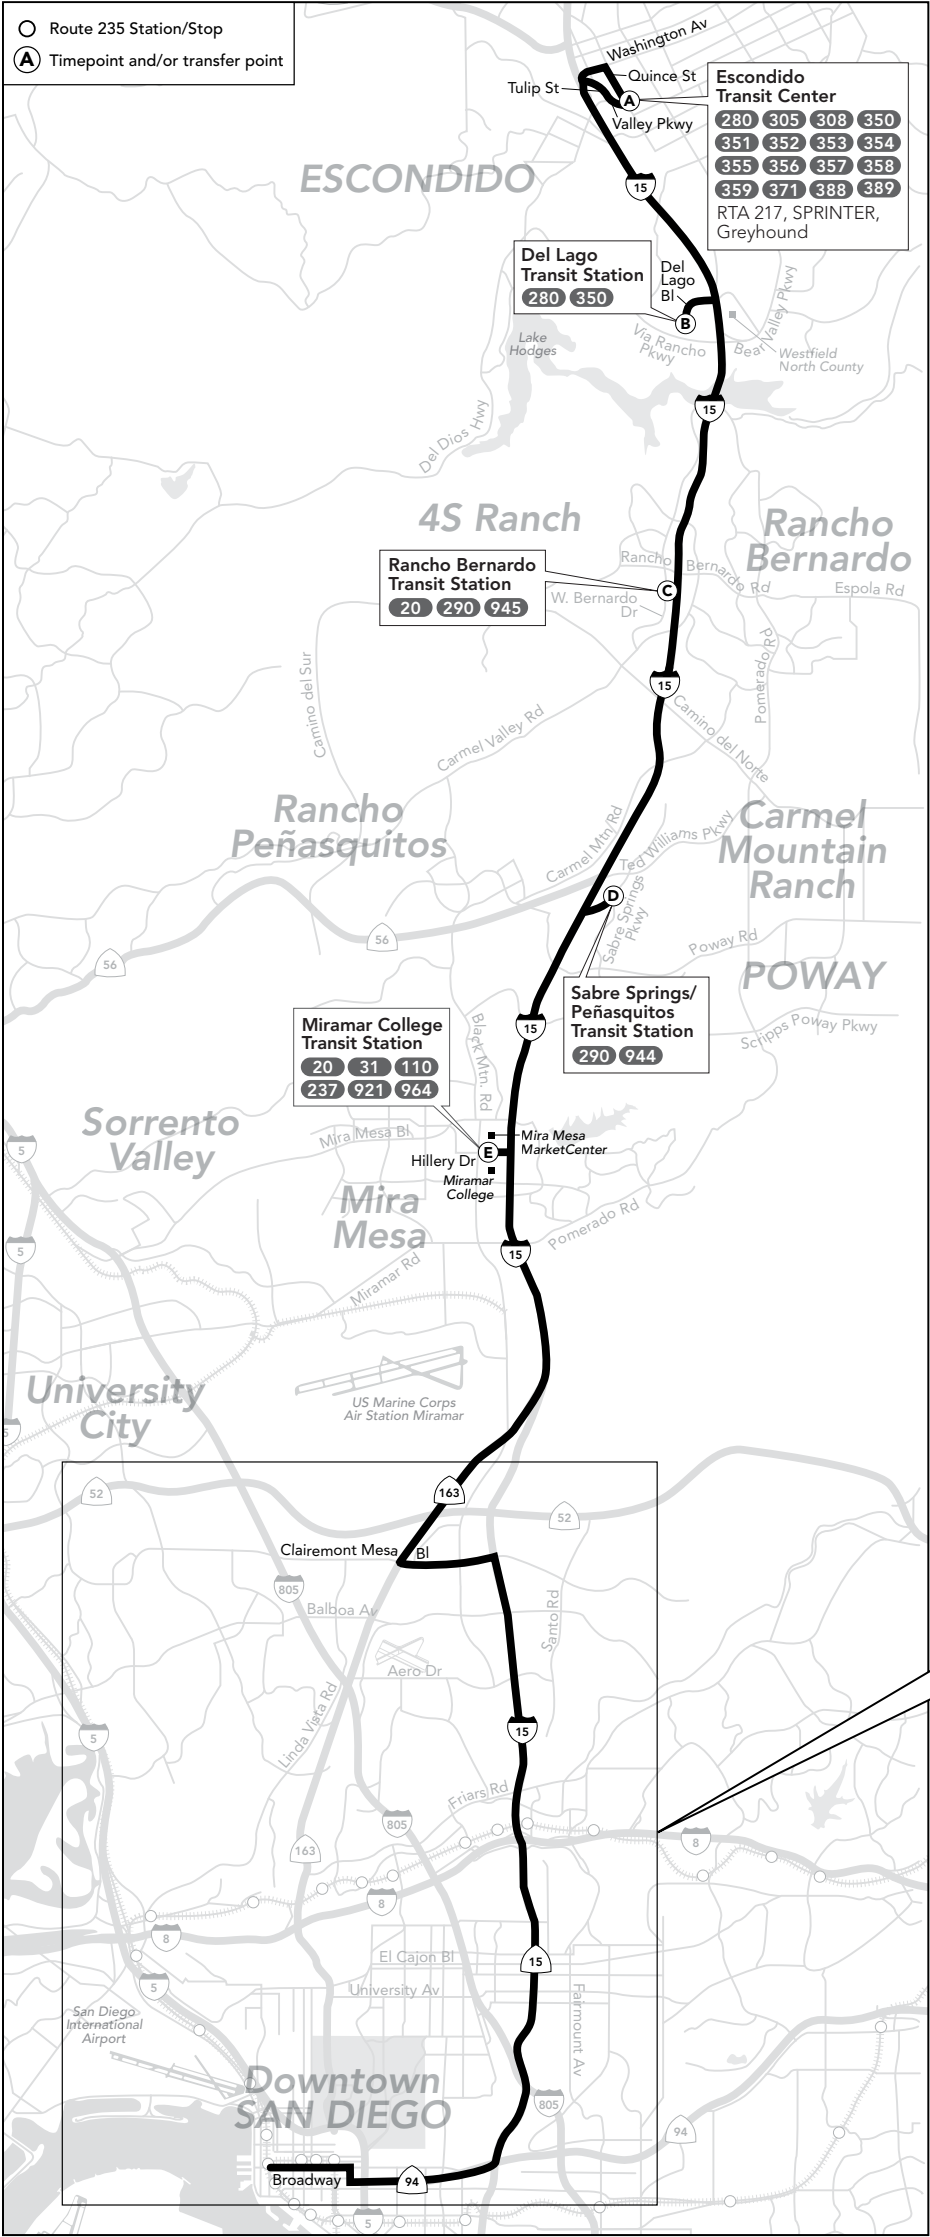 Route 235 Station/Stop
A Timepoint and/or transfer point
Washington Av
Quince St
Tulip St
A
Valley Pkwy
Escondido
Transit Center
280 305 308 350
351 352 353 354
355 356 357 358
359 371 388 389
RTA 217, SPRINTER,
Greyhound
ESCONDIDO
15
Del Lago
Transit Station
280 350
Del
Lago
Bl
B
Via Rancho
Pkwy
Bear Valley Pkwy
Westfield
North County
Lake
Hodges
15
Del Dios Hwy
4S Ranch
Rancho
Bernardo
Rancho Bernardo
Transit Station
20 290 945
Rancho Bernardo Rd
C
Espola Rd
W. Bernardo
Dr
Pomerado Rd
15
Camino del Sur
Carmel Valley Rd
Camino del Norte
Rancho
Peñasquitos
Carmel
Mountain
Ranch
Carmel Mtn Rd
Ted Williams Pkwy
D
Sabre Springs
Pkwy
56
56
Poway Rd
POWAY
Sabre Springs/
Peñasquitos
Transit Station
290 944
Scripps Poway Pkwy
15
Miramar College
Transit Station
20 31 110
237 921 964
Black Mtn. Rd
Sorrento
Valley
5
Mira Mesa Bl
Mira Mesa
MarketCenter
E
Hillery Dr
Miramar
College
Mira
Mesa
Pomerado Rd
5
15
Miramar Rd
University
City
US Marine Corps
Air Station Miramar
5
52
163
52
Clairemont Mesa Bl
805
Balboa Av
Santo Rd
Aero Dr
Linda Vista Rd
5
15
Friars Rd
805
163
8
8
8
15
El Cajon Bl
University Av
Fairmount Av
5
San Diego
International
Airport
Downtown
SAN DIEGO
805
94
Broadway
94
5